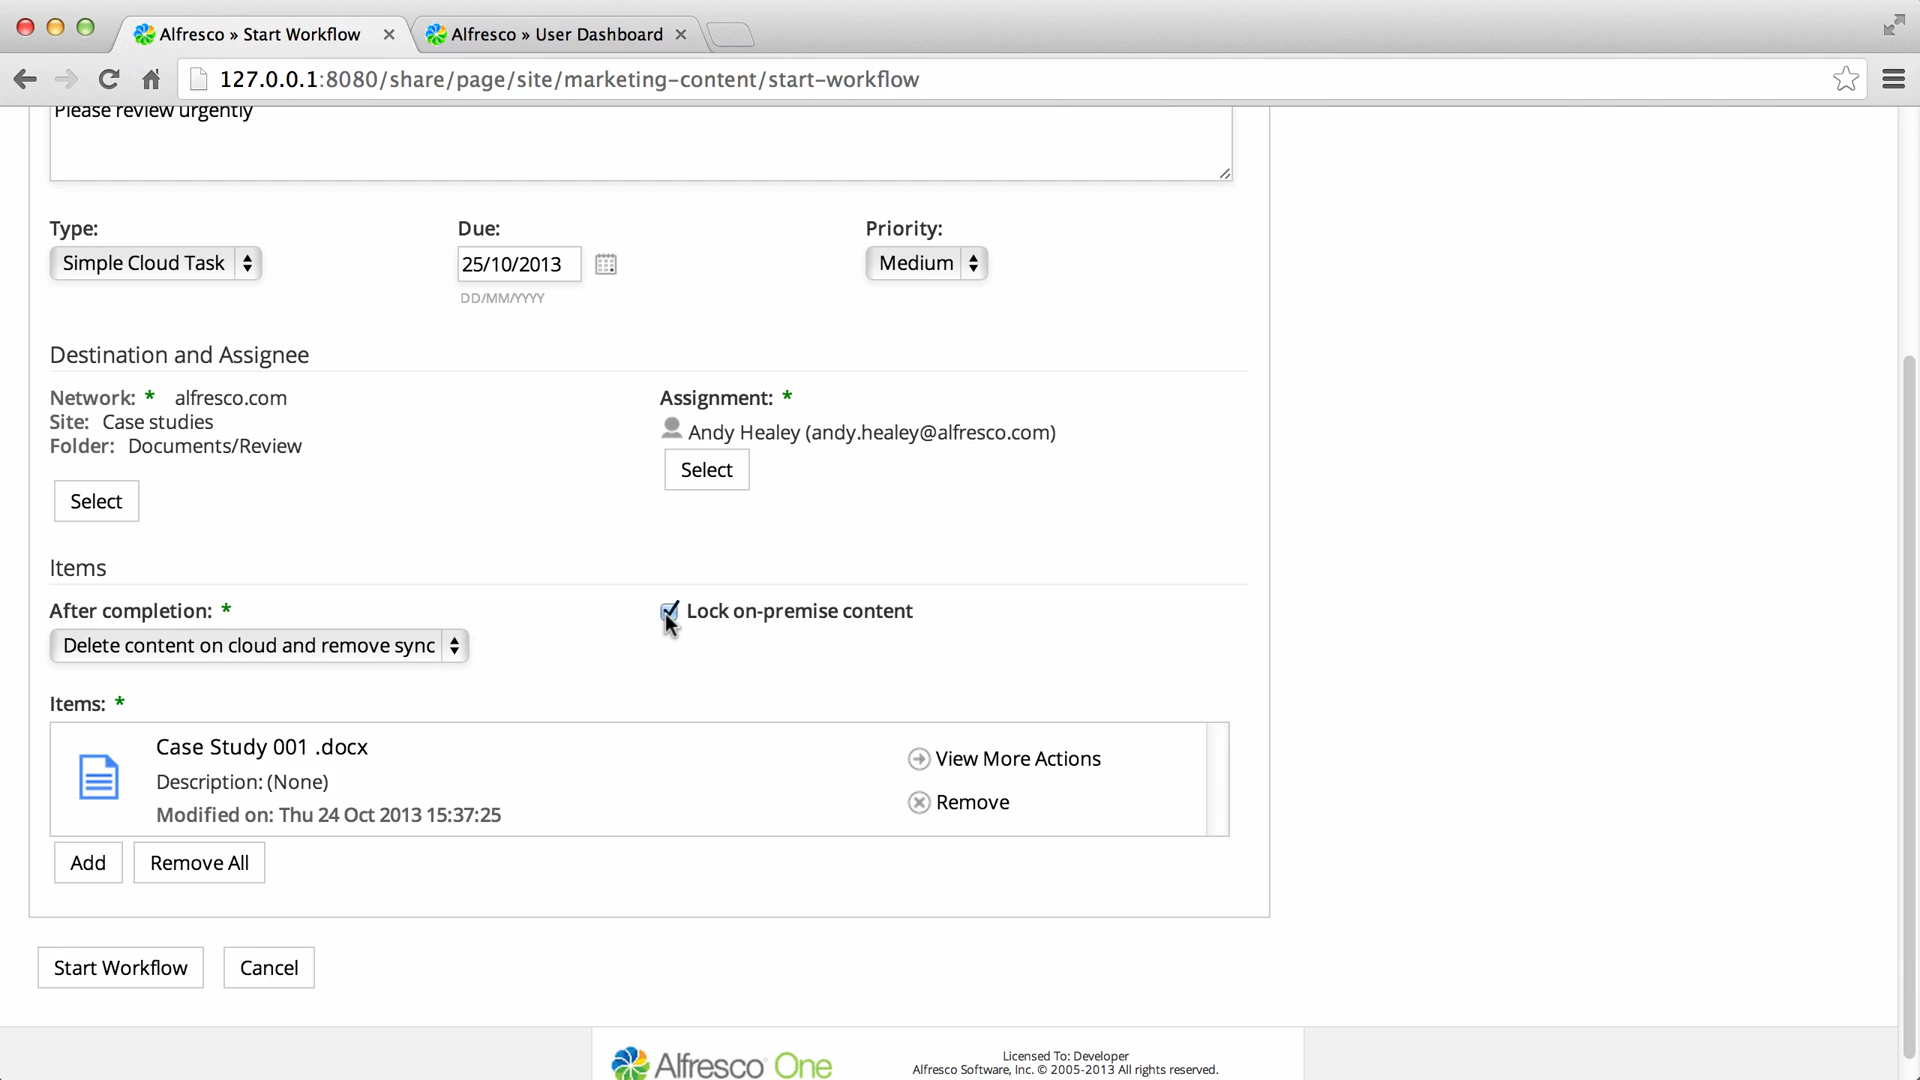 Alfresco » Start Workflow
Alfresco » User Dashboard
127.0.0.1:8080/share/page/site/marketing-content/start-workflow
Please review urgently
Type: Due: Priority:
Simple Cloud Task 25/10/2013 Medium
DD/MM/YYYY
Destination and Assignee
Network: * alfresco.com
Site: Case studies
Folder: Documents/Review
Select
Assignment: *
Andy Healey (andy.healey@alfresco.com)
Select
Items
After completion: *
Delete content on cloud and remove sync
Lock on-premise content
Items: *
Case Study 001 .docx
Description: (None)
Modified on: Thu 24 Oct 2013 15:37:25
View More Actions
Remove
Add Remove All
Start Workflow Cancel
Alfresco One
Licensed To: Developer
Alfresco Software, Inc. © 2005-2013 All rights reserved.